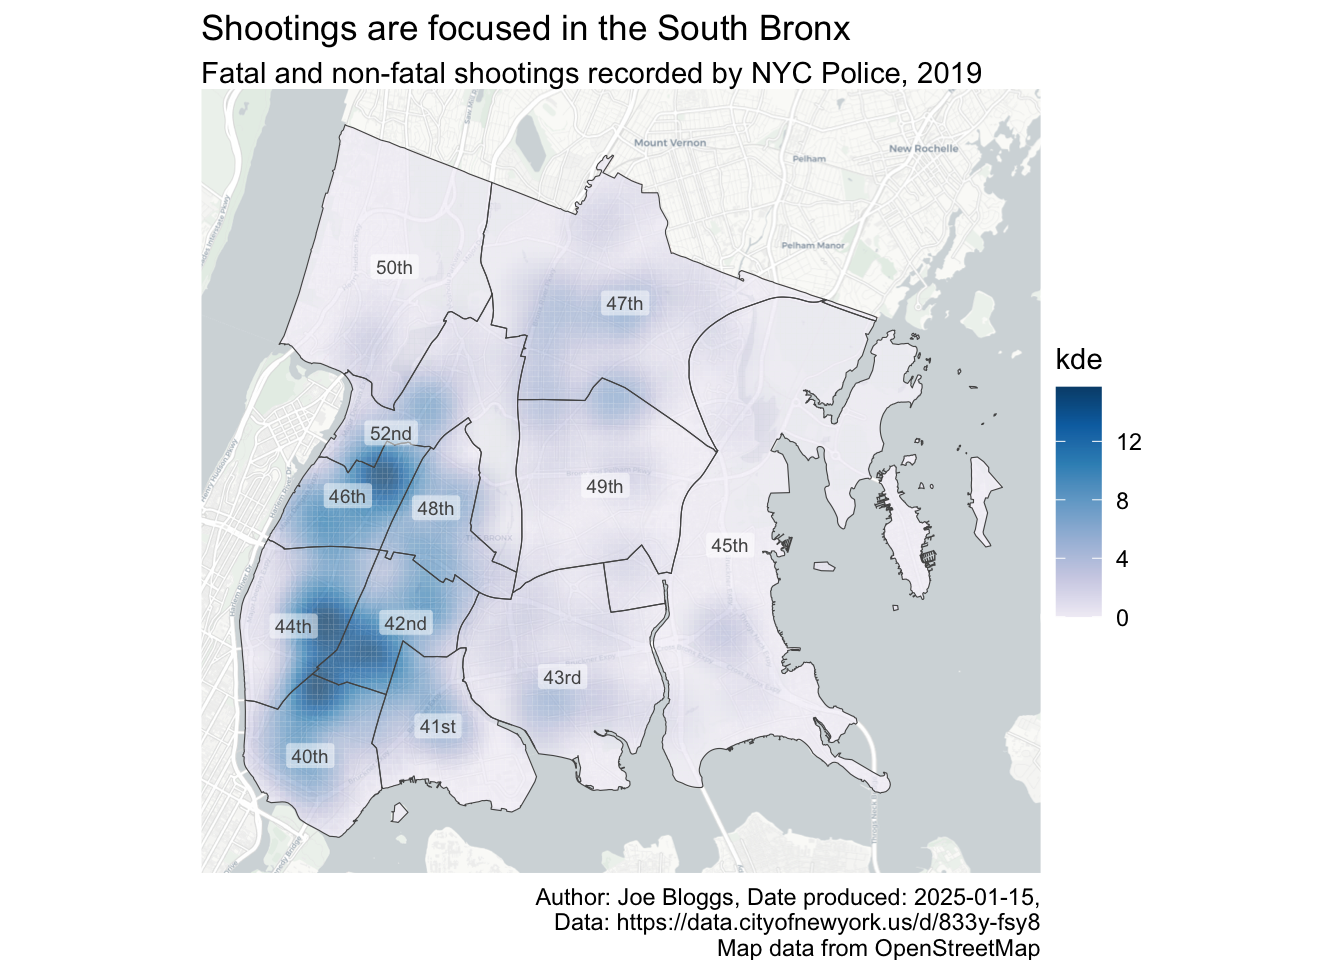 Shootings are focused in the South Bronx
Fatal and non-fatal shootings recorded by NYC Police, 2019
Mount Vernon
New Rochelle
Pelham
Pelham Manor
50th
47th
kde
52nd
12
46th
49th
8
48th
THE BRONX
45th
4
0
44th
42nd
43rd
41st
40th
Author: Joe Bloggs, Date produced: 2025-01-15,
Data: https://data.cityofnewyork.us/d/833y-fsy8
Map data from OpenStreetMap